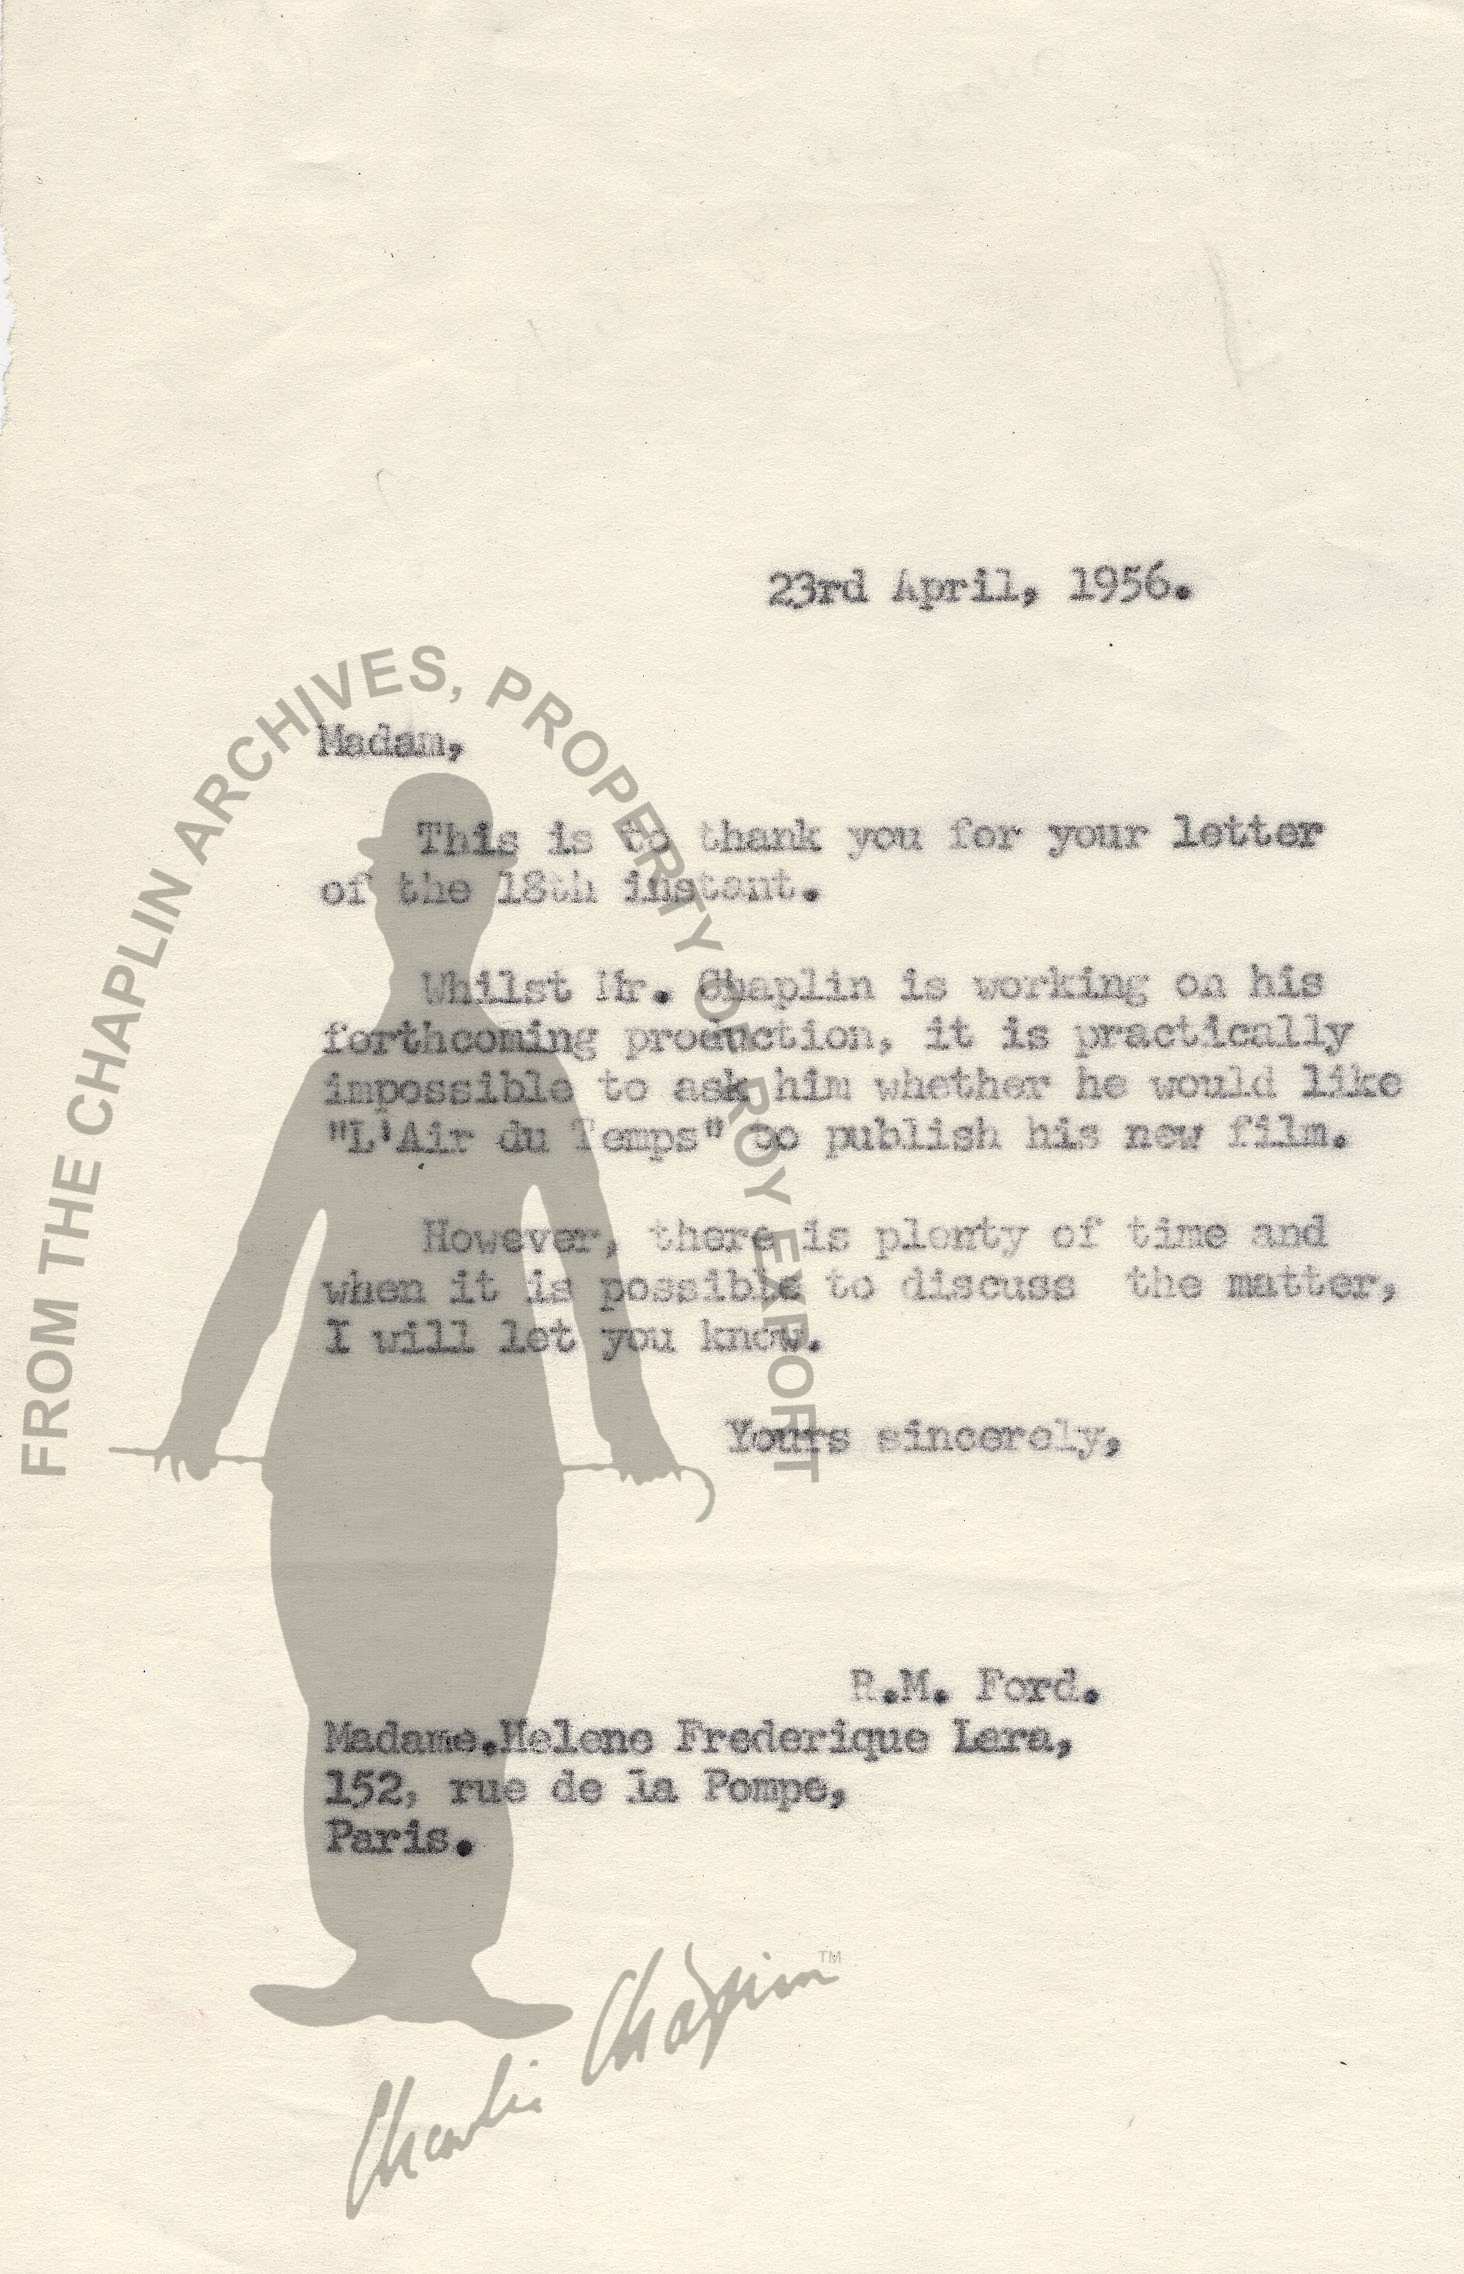 23rd April, 1956.
Madam,
This is to thank you for your letter
of the 18th instant.
Whilst Mr. Chaplin is working on his
forthcoming production, it is practically
impossible to ask him whether he would like
"L'Air du Temps" to publish his new film.
However, there is plenty of time and
when it is possible to discuss the matter,
I will let you know.
Yours sincerely,
R.M. Ford.
Madame.Helene Frederique Lera,
152, rue de la Pompe,
Paris.
FROM THE CHAPLIN ARCHIVES, PROPERTY OF ROY EXPORT
Charlie Chaplin™